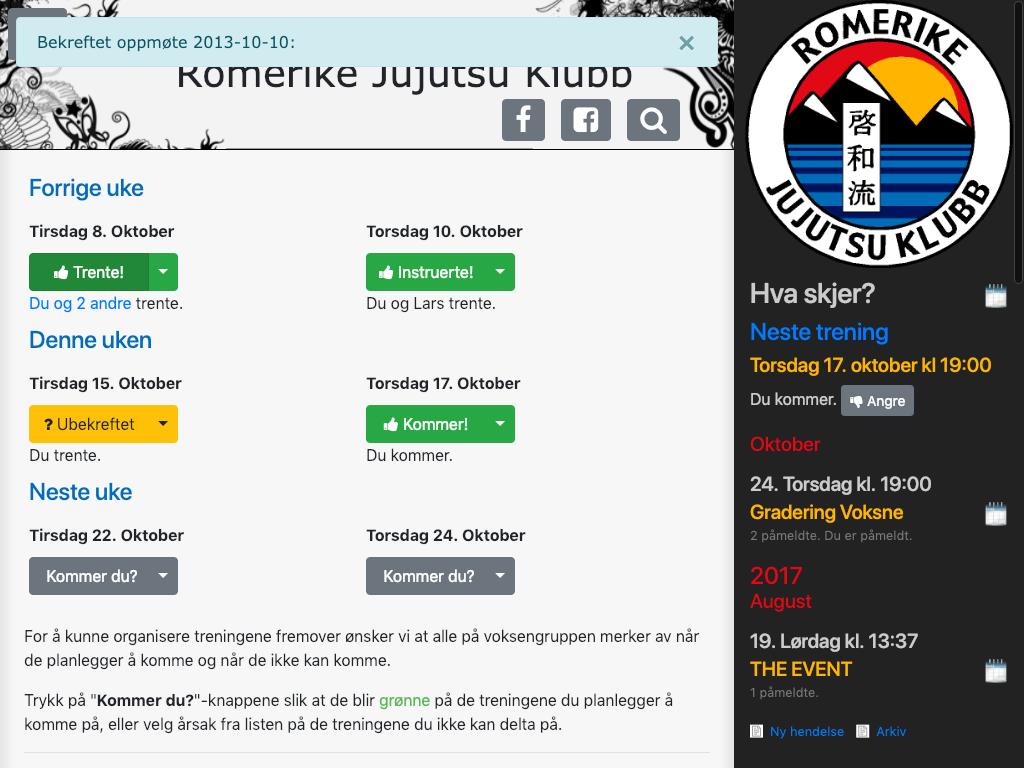 Bekreftet oppmøte 2013-10-10:
×
Romerike Jujutsu Klubb
Forrige uke
Tirsdag 8. Oktober
Torsdag 10. Oktober
Trente!
Instruerte!
Du og 2 andre trente.
Du og Lars trente.
Denne uken
Tirsdag 15. Oktober
Torsdag 17. Oktober
? Ubekreftet
Kommer!
Du trente.
Du kommer.
Neste uke
Tirsdag 22. Oktober
Torsdag 24. Oktober
Kommer du?
Kommer du?
For å kunne organisere treningene fremover ønsker vi at alle på voksengruppen merker av når
de planlegger å komme og når de ikke kan komme.
Trykk på "Kommer du?"-knappene slik at de blir grønne på de treningene du planlegger å
komme på, eller velg årsak fra listen på de treningene du ikke kan delta på.
ROMERIKE
啓和流
JUJUTSU KLUBB
Hva skjer?
Neste trening
Torsdag 17. oktober kl 19:00
Du kommer.
Angre
Oktober
24. Torsdag kl. 19:00
Gradering Voksne
2 påmeldte. Du er påmeldt.
2017
August
19. Lørdag kl. 13:37
THE EVENT
1 påmeldte.
Ny hendelse
Arkiv